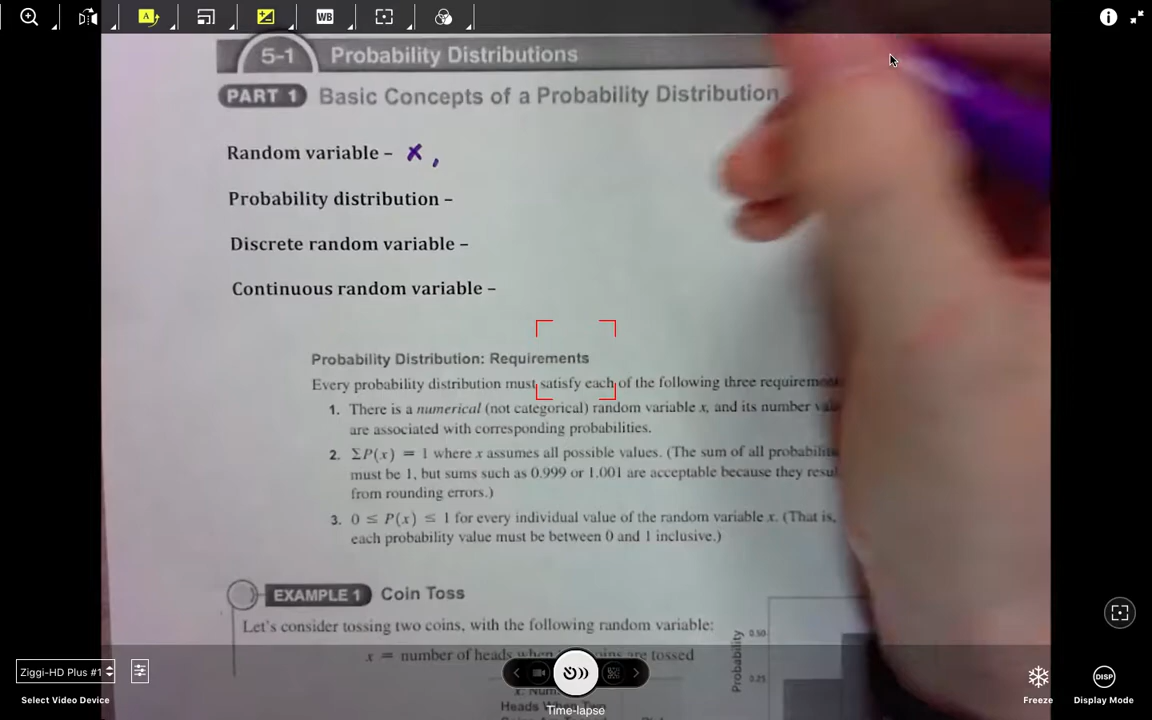 A
WB
5-1 Probability Distributions
PART 1 Basic Concepts of a Probability Distribution
Random variable – x,
Probability distribution –
Discrete random variable –
Continuous random variable –
Probability Distribution: Requirements
Every probability distribution must satisfy each of the following three
1. There is a numerical (not categorical) random variable x, and its number
are associated with corresponding probabilities.
2. ΣP(x) = 1 where x assumes all possible values. (The sum of all
must be 1, but sums such as 0.999 or 1.001 are acceptable because they
from rounding errors.)
3. 0 ≤ P(x) ≤ 1 for every individual value of the random variable x. (That is,
each probability value must be between 0 and 1 inclusive.)
EXAMPLE 1 Coin Toss
Let's consider tossing two coins, with the following random variable:
x = number of heads when coins are tossed
Probability
0.50
0.25
Heads When Two
Ziggi-HD Plus #1
Select Video Device
Time-lapse
Freeze
DISP
Display Mode